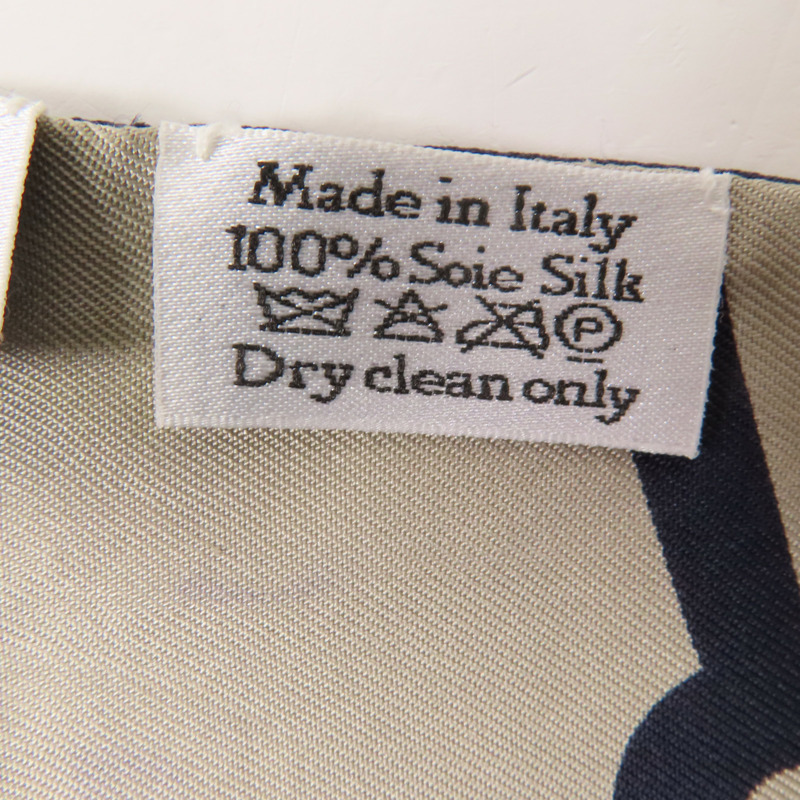 Made in Italy
100% Soie Silk
P
Dry clean only